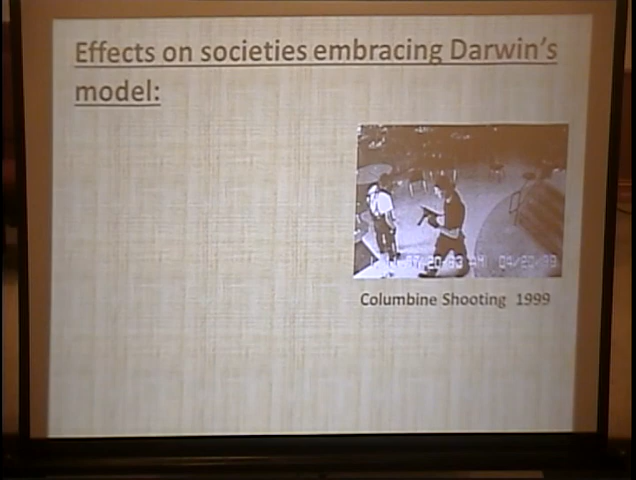 Effects on societies embracing Darwin's
model:
04/20/99
Columbine Shooting 1999